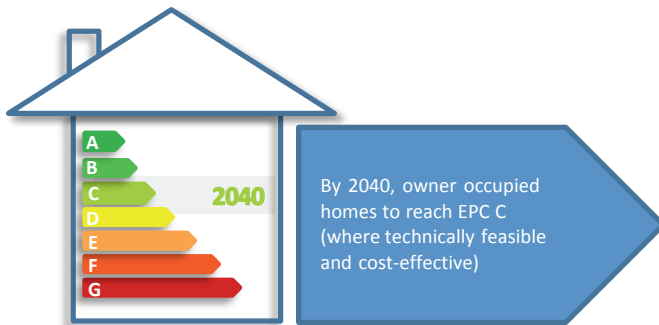 A
B
C
2040
D
E
F
G
By 2040, owner occupied
homes to reach EPC C
(where technically feasible
and cost-effective)